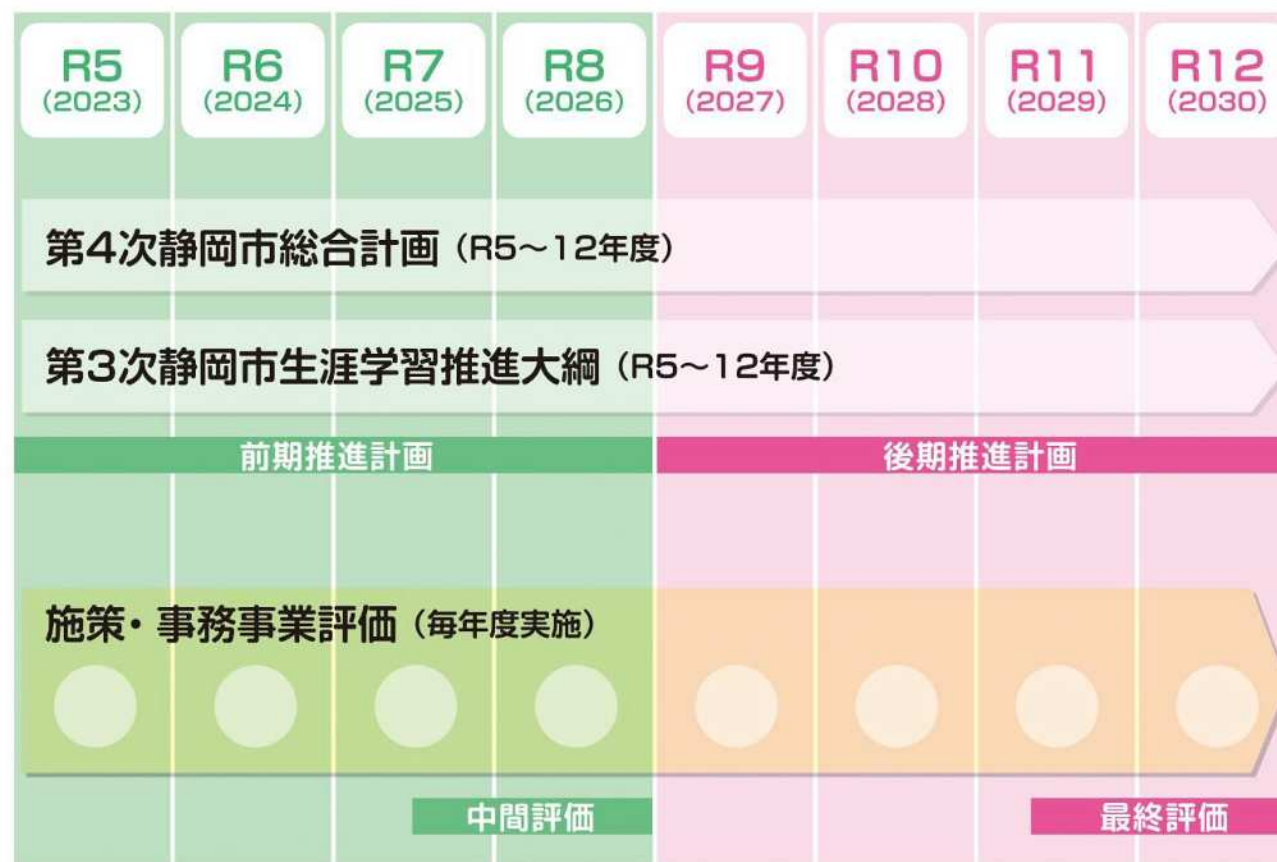 R5 R6 R7 R8 R9 R10 R11 R12
(2023) (2024) (2025) (2026) (2027) (2028) (2029) (2030)
第4次静岡市総合計画（R5～12年度）
第3次静岡市生涯学習推進大綱（R5～12年度）
前期推進計画 後期推進計画
施策・事務事業評価（毎年度実施）
中間評価 最終評価